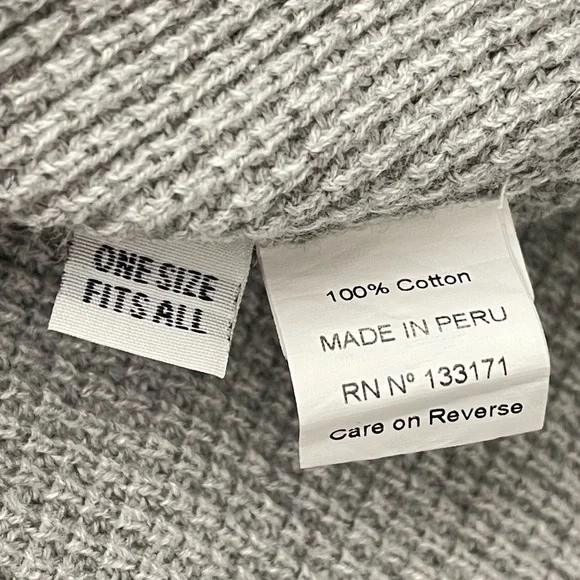 ONE SIZE
FITS ALL
100% Cotton
MADE IN PERU
RN Nº 133171
Care on Reverse